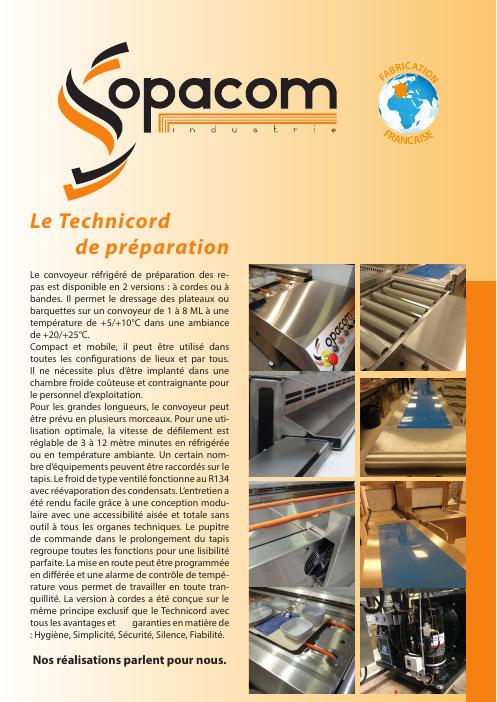 Sopacom
industrie
FABRICATION
FRANCAISE
Le Technicord
de préparation
Le convoyeur réfrigéré de préparation des re-
pas est disponible en 2 versions : à cordes ou à
bandes. Il permet le dressage des plateaux ou
barquettes sur un convoyeur de 1 à 8 ML à une
température de +5/+10°C dans une ambiance
de +20/+25°C.
Compact et mobile, il peut être utilisé dans
toutes les configurations de lieux et par tous.
Il ne nécessite plus d'être implanté dans une
chambre froide coûteuse et contraignante pour
le personnel d'exploitation.
Pour les grandes longueurs, le convoyeur peut
être prévu en plusieurs morceaux. Pour une uti-
lisation optimale, la vitesse de défilement est
réglable de 3 à 12 mètre minutes en réfrigérée
ou en température ambiante. Un certain nom-
bre d'équipements peuvent être raccordés sur le
tapis. Le froid de type ventilé fonctionne au R134
avec réévaporation des condensats. L'entretien a
été rendu facile grâce à une conception modu-
laire avec une accessibilité aisée et totale sans
outil à tous les organes techniques. Le pupitre
de commande dans le prolongement du tapis
regroupe toutes les fonctions pour une lisibilité
parfaite. La mise en route peut être programmée
en différée et une alarme de contrôle de tempé-
rature vous permet de travailler en toute tran-
quillité. La version à cordes a été conçue sur le
même principe exclusif que le Technicord avec
tous les avantages et garanties en matière de
: Hygiène, Simplicité, Sécurité, Silence, Fiabilité.
Nos réalisations parlent pour nous.
opacom